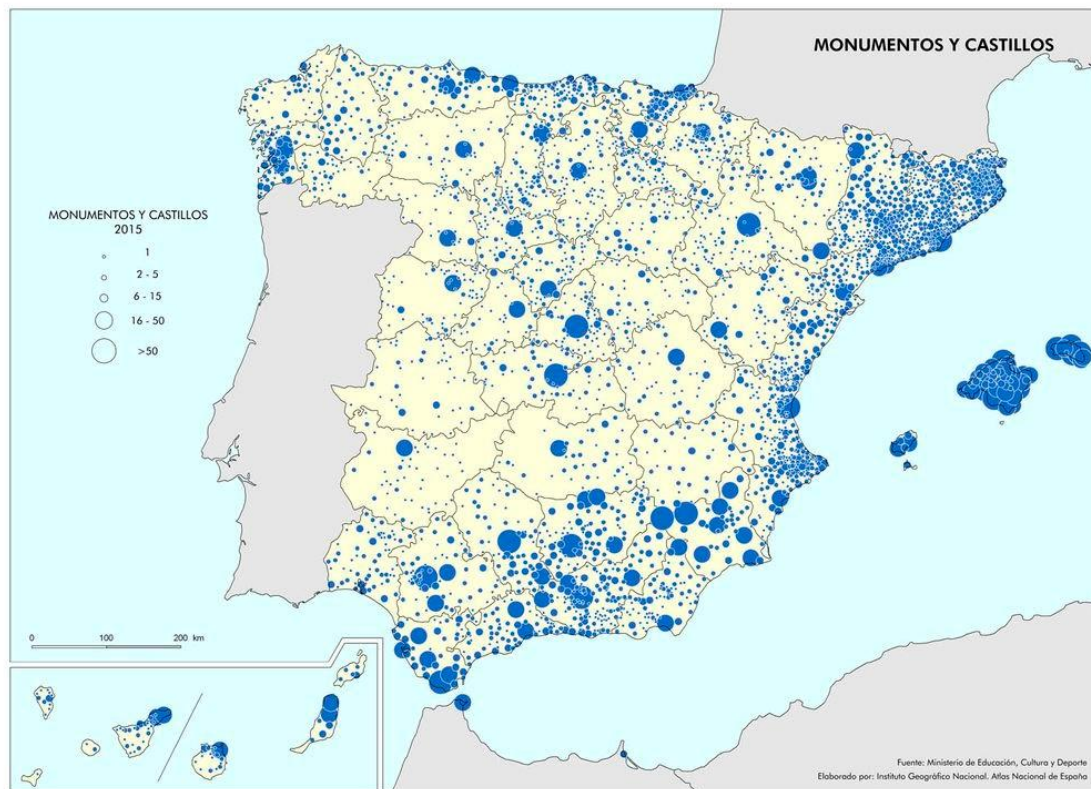 MONUMENTOS Y CASTILLOS
MONUMENTOS Y CASTILLOS
2015
1
2 - 5
6 - 15
16 - 50
>50
0 100 200 km
Fuente: Ministerio de Educación, Cultura y Deporte
Elaborado por: Instituto Geográfico Nacional. Atlas Nacional de España